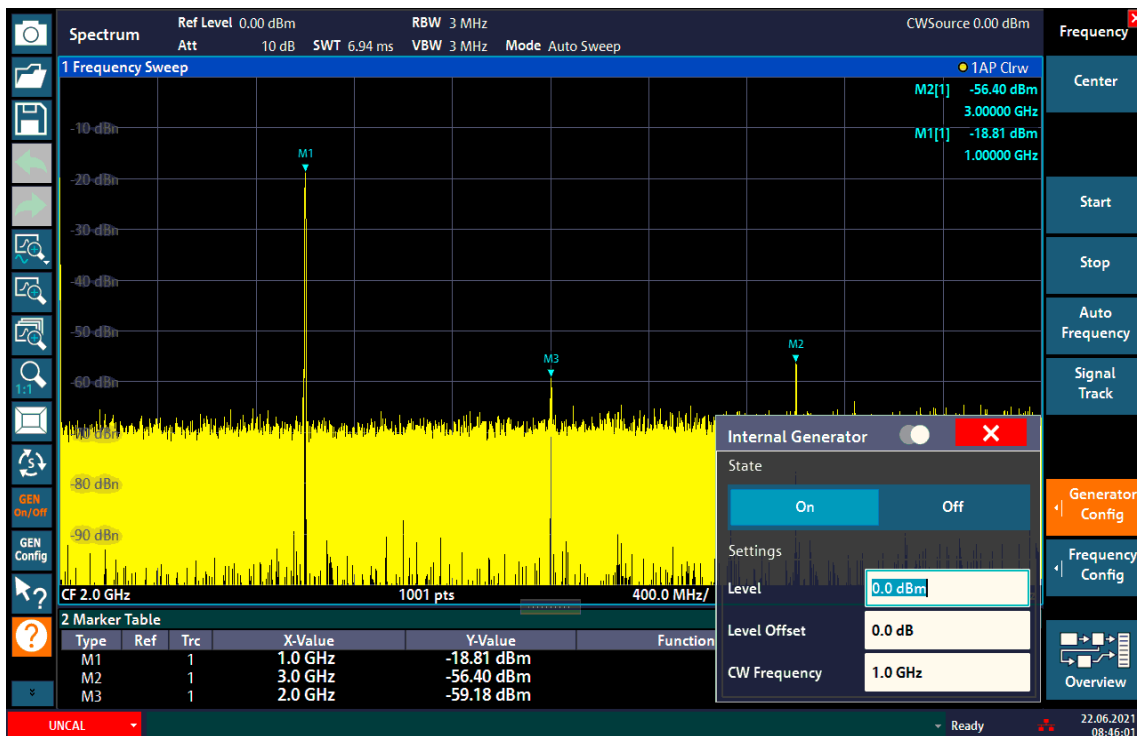 Spectrum
Ref Level 0.00 dBm RBW 3 MHz CWSource 0.00 dBm
Att 10 dB SWT 6.94 ms VBW 3 MHz Mode Auto Sweep
Frequency
1 Frequency Sweep 1AP Clrw
M2[1] -56.40 dBm
3.00000 GHz
M1[1] -18.81 dBm
1.00000 GHz
-10 dBm
M1
-20 dBm
-30 dBm
-40 dBm
-50 dBm
M3
M2
-60 dBm
-70 dBm
-80 dBm
-90 dBm
CF 2.0 GHz 1001 pts 400.0 MHz/
1:1
GEN
On/Off
GEN
Config
Center
Start
Stop
Auto
Frequency
Signal
Track
Generator
Config
Frequency
Config
Overview
Internal Generator
State
On Off
Settings
Level 0.0 dBm
Level Offset 0.0 dB
CW Frequency 1.0 GHz
2 Marker Table
Type Ref Trc X-Value Y-Value Function
M1 1 1.0 GHz -18.81 dBm
M2 1 3.0 GHz -56.40 dBm
M3 1 2.0 GHz -59.18 dBm
UNCAL
Ready
22.06.2021
08:46:01